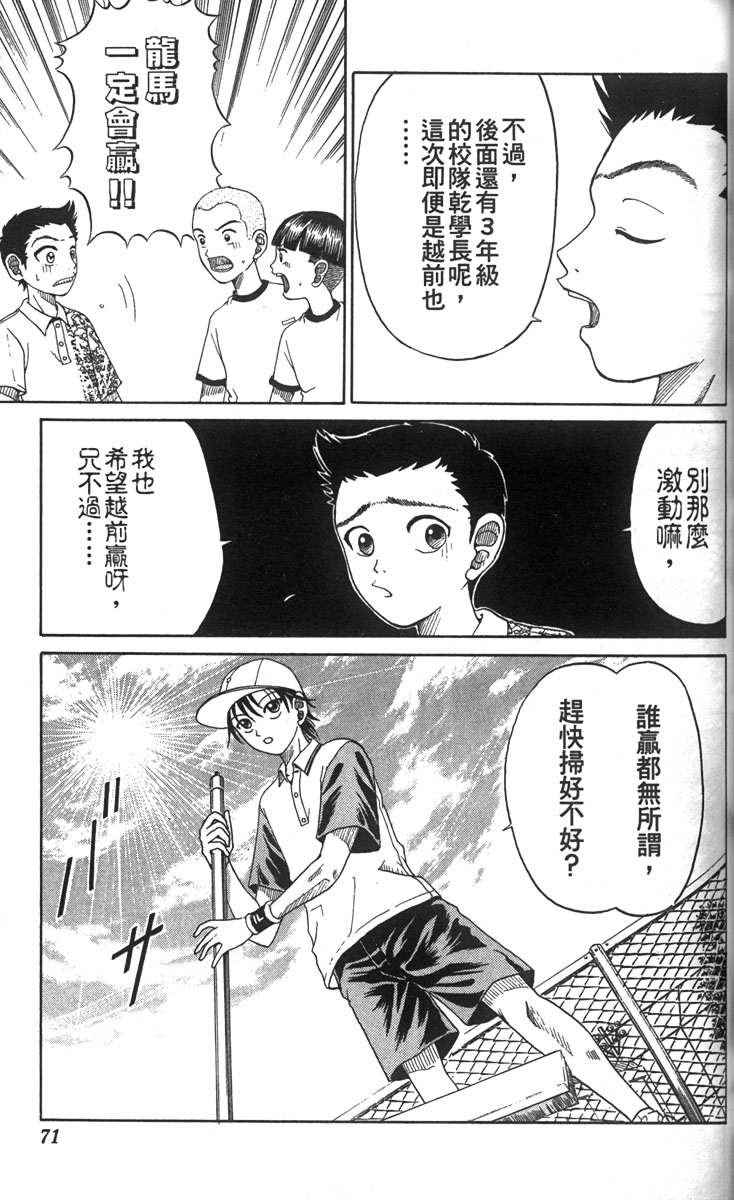 不過，
後面還有3年級
的校隊乾學長呢，
這次即便是越前也
……
龍馬
一定會贏!!
別那麼
激動嘛，
我也
希望越前贏呀，
兄不過……
誰贏都無所謂，
趕快掃好不好？
71